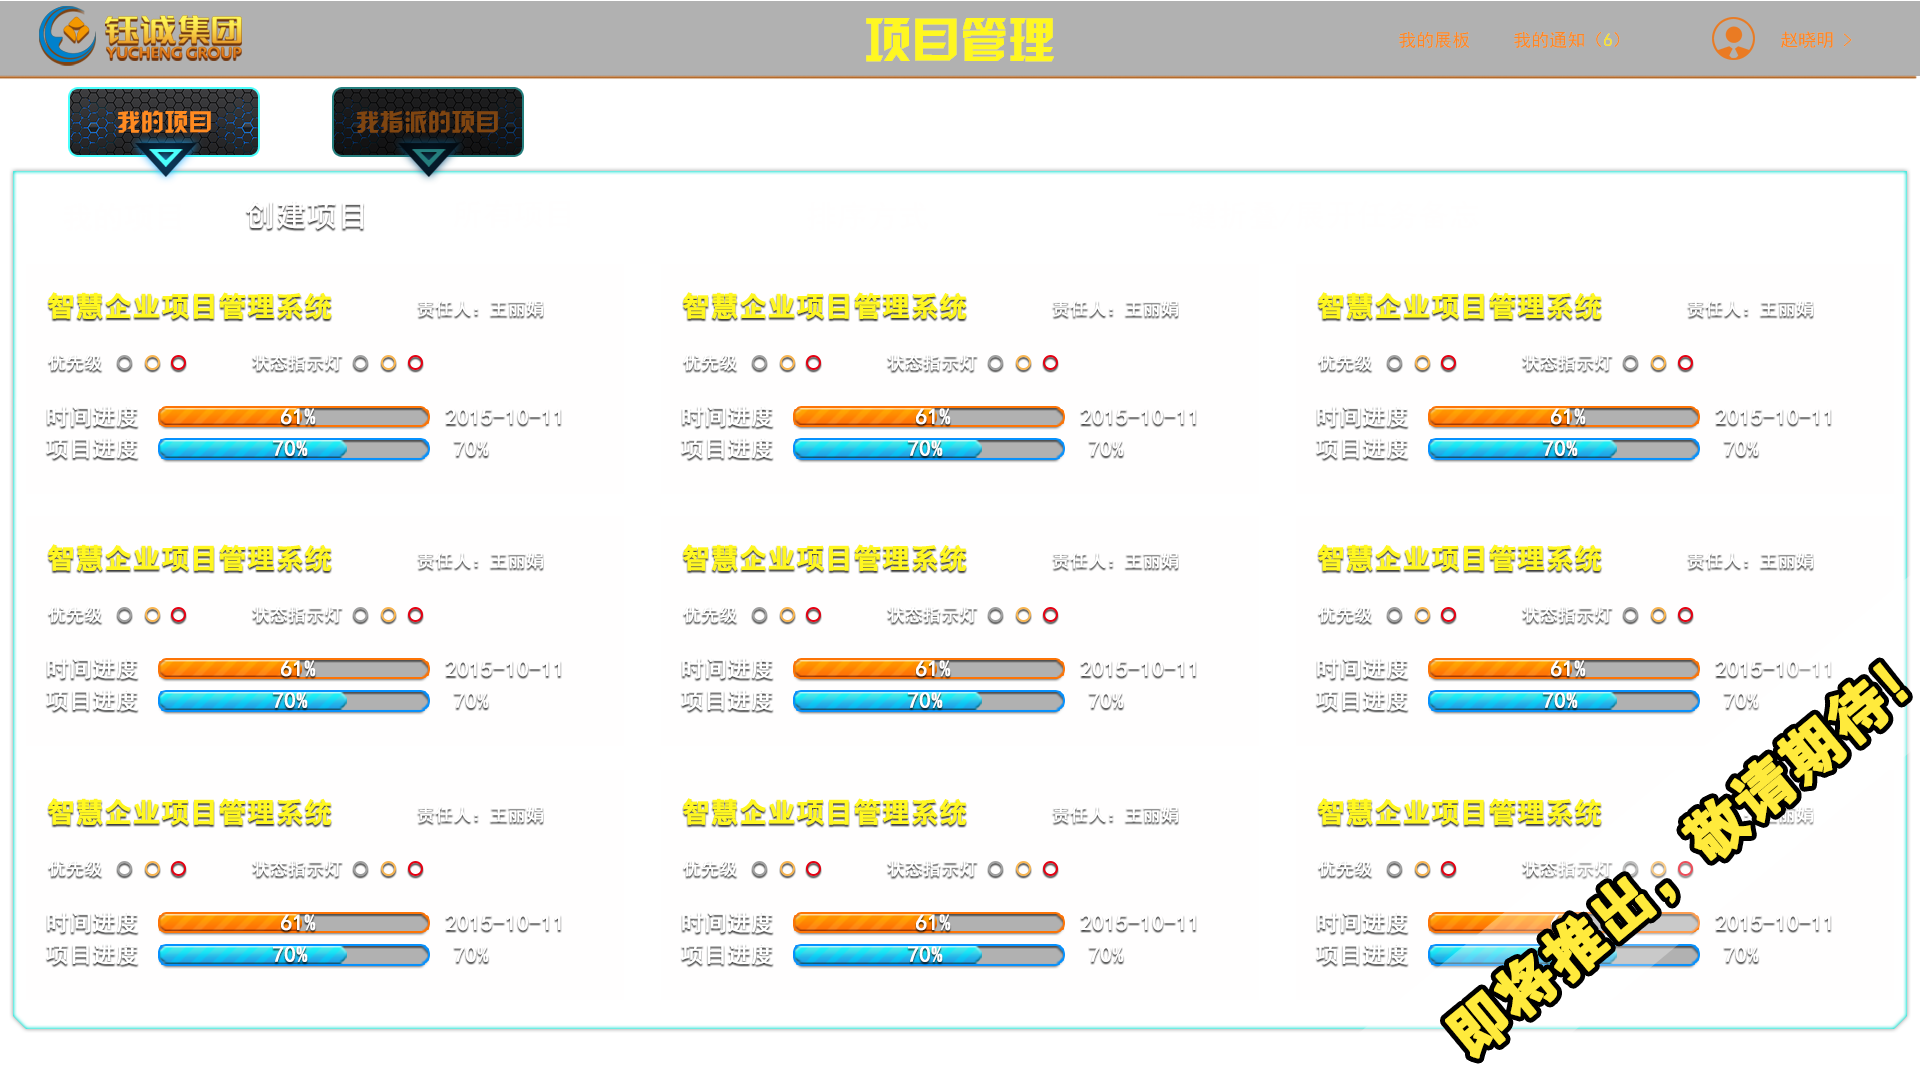 钰诚集团
YUCHENG GROUP
项目管理
我的展板
我的通知（6）
赵晓明 >
我的项目
我指派的项目
创建项目
智慧企业项目管理系统 责任人：王丽娟
优先级 状态指示灯
时间进度 61% 2015-10-11
项目进度 70% 70%
智慧企业项目管理系统 责任人：王丽娟
优先级 状态指示灯
时间进度 61% 2015-10-11
项目进度 70% 70%
智慧企业项目管理系统 责任人：王丽娟
优先级 状态指示灯
时间进度 61% 2015-10-11
项目进度 70% 70%
智慧企业项目管理系统 责任人：王丽娟
优先级 状态指示灯
时间进度 61% 2015-10-11
项目进度 70% 70%
智慧企业项目管理系统 责任人：王丽娟
优先级 状态指示灯
时间进度 61% 2015-10-11
项目进度 70% 70%
智慧企业项目管理系统 责任人：王丽娟
优先级 状态指示灯
时间进度 61% 2015-10-11
项目进度 70% 70%
智慧企业项目管理系统 责任人：王丽娟
优先级 状态指示灯
时间进度 61% 2015-10-11
项目进度 70% 70%
智慧企业项目管理系统 责任人：王丽娟
优先级 状态指示灯
时间进度 61% 2015-10-11
项目进度 70% 70%
智慧企业项目管理系统
优先级 状态指示灯
时间进度 2015-10-11
项目进度 70%
即将推出，敬请期待！